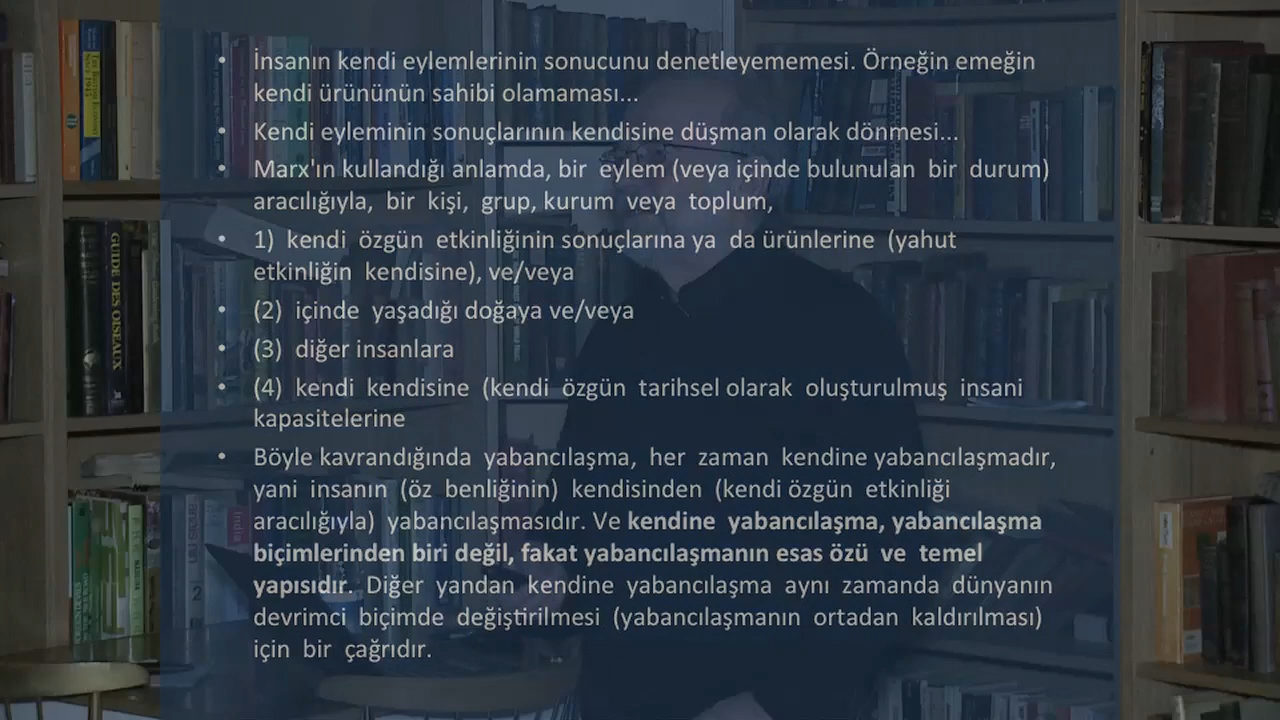 • İnsanın kendi eylemlerinin sonucunu denetleyememesi. Örneğin emeğin
kendi ürününün sahibi olamaması...
• Kendi eyleminin sonuçlarının kendisine düşman olarak dönmesi...
• Marx'ın kullandığı anlamda, bir eylem (veya içinde bulunulan bir durum)
aracılığıyla, bir kişi, grup, kurum veya toplum,
• 1) kendi özgün etkinliğinin sonuçlarına ya da ürünlerine (yahut
etkinliğin kendisine), ve/veya
• (2) içinde yaşadığı doğaya ve/veya
• (3) diğer insanlara
• (4) kendi kendisine (kendi özgün tarihsel olarak oluşturulmuş insani
kapasitelerine
• Böyle kavrandığında yabancılaşma, her zaman kendine yabancılaşmadır,
yani insanın (öz benliğinin) kendisinden (kendi özgün etkinliği
aracılığıyla) yabancılaşmasıdır. Ve kendine yabancılaşma, yabancılaşma
biçimlerinden biri değil, fakat yabancılaşmanın esas özü ve temel
yapısıdır. Diğer yandan kendine yabancılaşma aynı zamanda dünyanın
devrimci biçimde değiştirilmesi (yabancılaşmanın ortadan kaldırılması)
için bir çağrıdır.
GUIDE DES OISEAUX
India
2